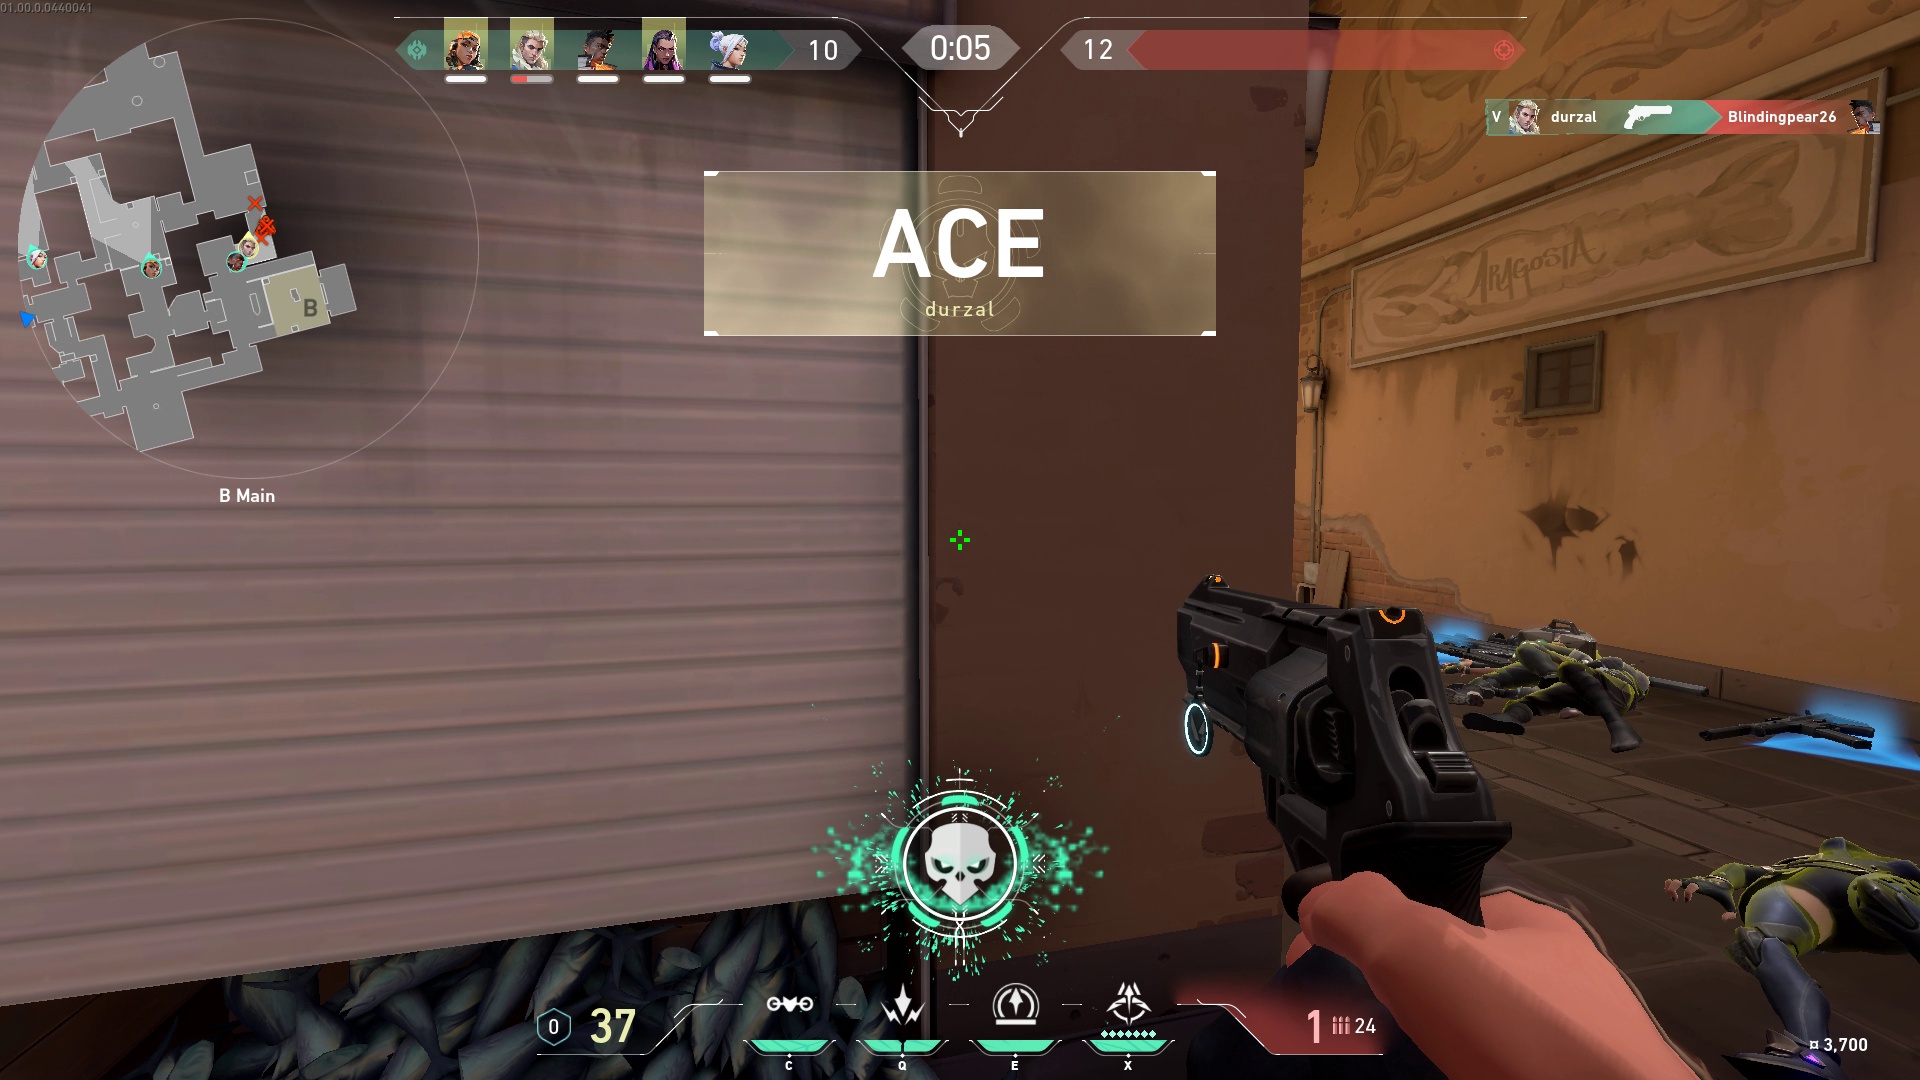 01.00.0.0440041
10
0:05
12
V durzal Blindingpear26
ACE
durzal
ARAGOSTA
B
B Main
0 37
1 24
¤ 3,700
C Q E X